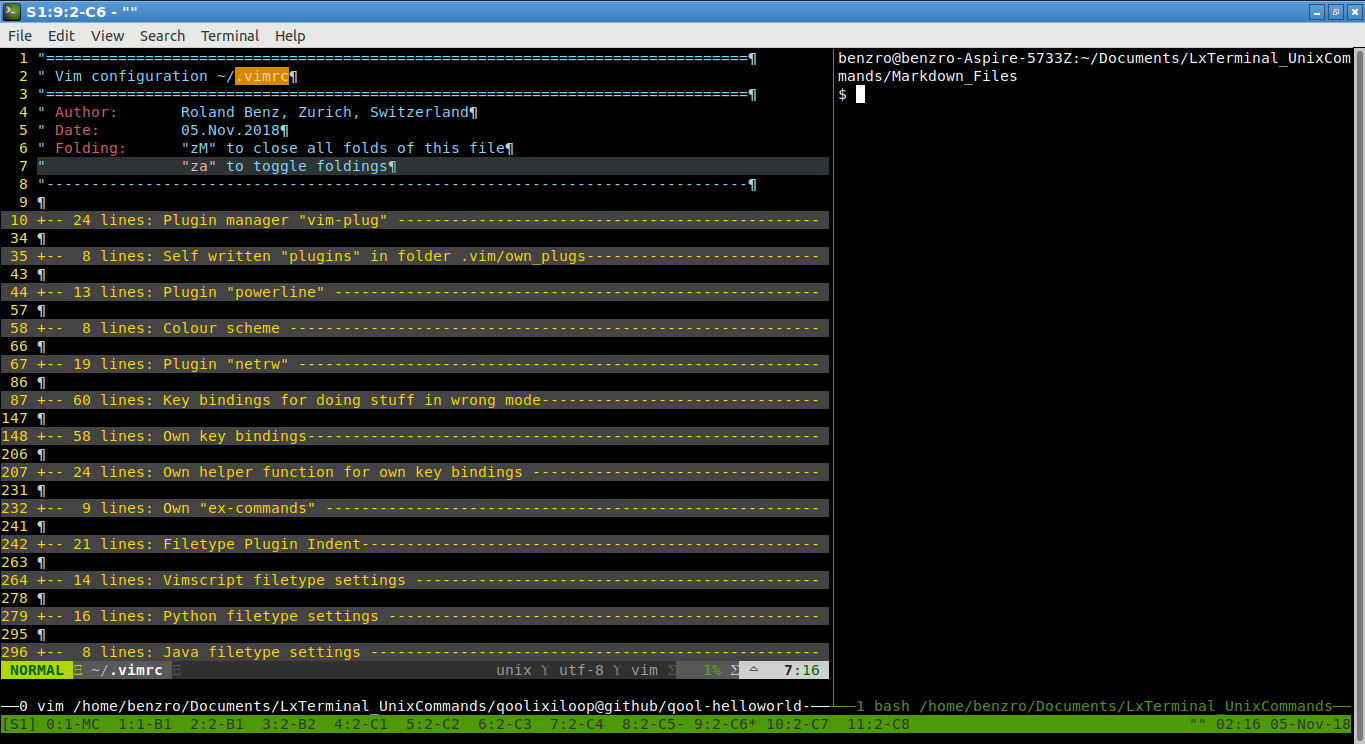 S1:9:2-C6 - ""
File Edit View Search Terminal Help
1 "==============================================================================¶
2 " Vim configuration ~/.vimrc¶
3 "==============================================================================¶
4 " Author:       Roland Benz, Zurich, Switzerland¶
5 " Date:         05.Nov.2018¶
6 " Folding:      "zM" to close all folds of this file¶
7 "               "za" to toggle foldings¶
8 "------------------------------------------------------------------------------¶
9 ¶
10 +-- 24 lines: Plugin manager "vim-plug" -----------------------------------------------
34 ¶
35 +--  8 lines: Self written "plugins" in folder .vim/own_plugs--------------------------
43 ¶
44 +-- 13 lines: Plugin "powerline" ------------------------------------------------------
57 ¶
58 +--  8 lines: Colour scheme -----------------------------------------------------------
66 ¶
67 +-- 19 lines: Plugin "netrw" ----------------------------------------------------------
86 ¶
87 +-- 60 lines: Key bindings for doing stuff in wrong mode-------------------------------
147 ¶
148 +-- 58 lines: Own key bindings---------------------------------------------------------
206 ¶
207 +-- 24 lines: Own helper function for own key bindings --------------------------------
231 ¶
232 +--  9 lines: Own "ex-commands" -------------------------------------------------------
241 ¶
242 +-- 21 lines: Filetype Plugin Indent---------------------------------------------------
263 ¶
264 +-- 14 lines: Vimscript filetype settings ---------------------------------------------
278 ¶
279 +-- 16 lines: Python filetype settings ------------------------------------------------
295 ¶
296 +--  8 lines: Java filetype settings --------------------------------------------------
NORMAL ~/.vimrc unix utf-8 vim 1% 7:16
benzro@benzro-Aspire-5733Z:~/Documents/LxTerminal_UnixCom
mands/Markdown_Files
$
0 vim /home/benzro/Documents/LxTerminal_UnixCommands/qoolixiloop@github/qool-helloworld-
1 bash /home/benzro/Documents/LxTerminal_UnixCommands
[S1] 0:1-MC  1:1-B1  2:2-B1  3:2-B2  4:2-C1  5:2-C2  6:2-C3  7:2-C4  8:2-C5- 9:2-C6* 10:2-C7  11:2-C8 "" 02:16 05-Nov-18